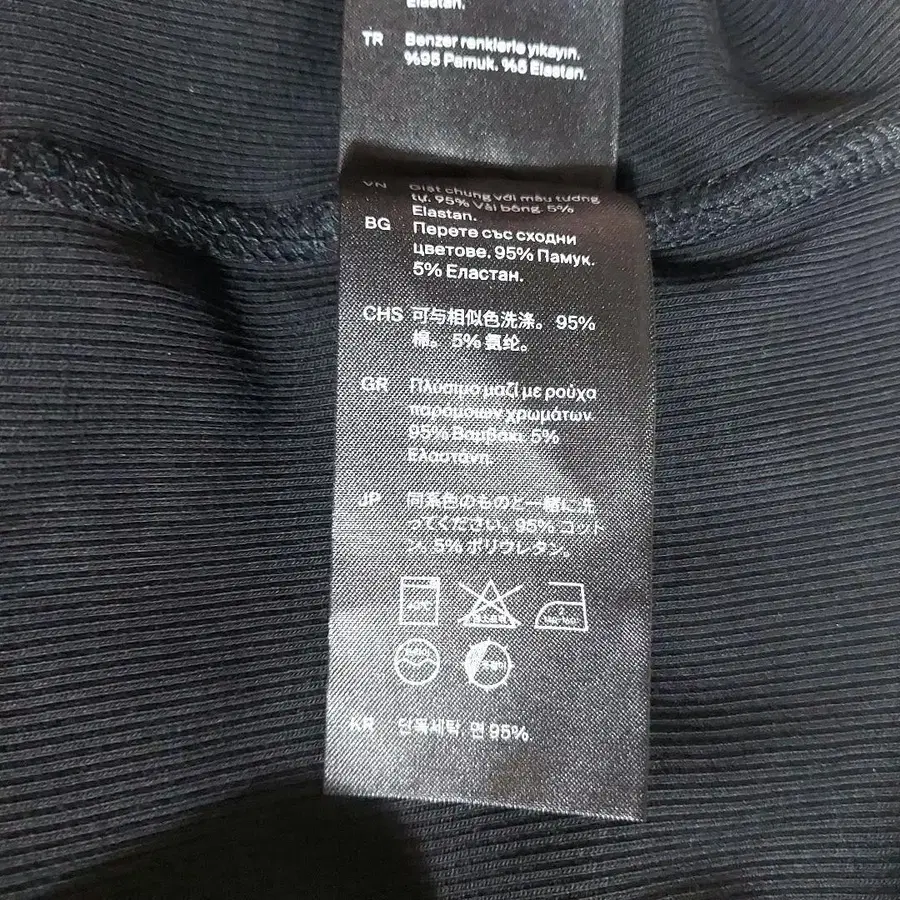 Elastan.
TR Benzer renklerle yıkayın.
%95 Pamuk. %5 Elastan.
VN Giặt chung với màu tương
tự. 95% Vải bông. 5%
Elastan.
BG Перете със сходни
цветове. 95% Памук.
5% Еластан.
CHS 可与相似色洗涤。95%
棉。5% 氨纶。
GR Πλύσιμο μαζί με ρούχα
παρόμοιων χρωμάτων.
95% Βαμβάκι. 5%
Ελαστάνη.
JP 同系色のものと一緒に洗
ってください。95% コット
ン. 5% ポリウレタン。
KR 단독세탁. 면 95%.